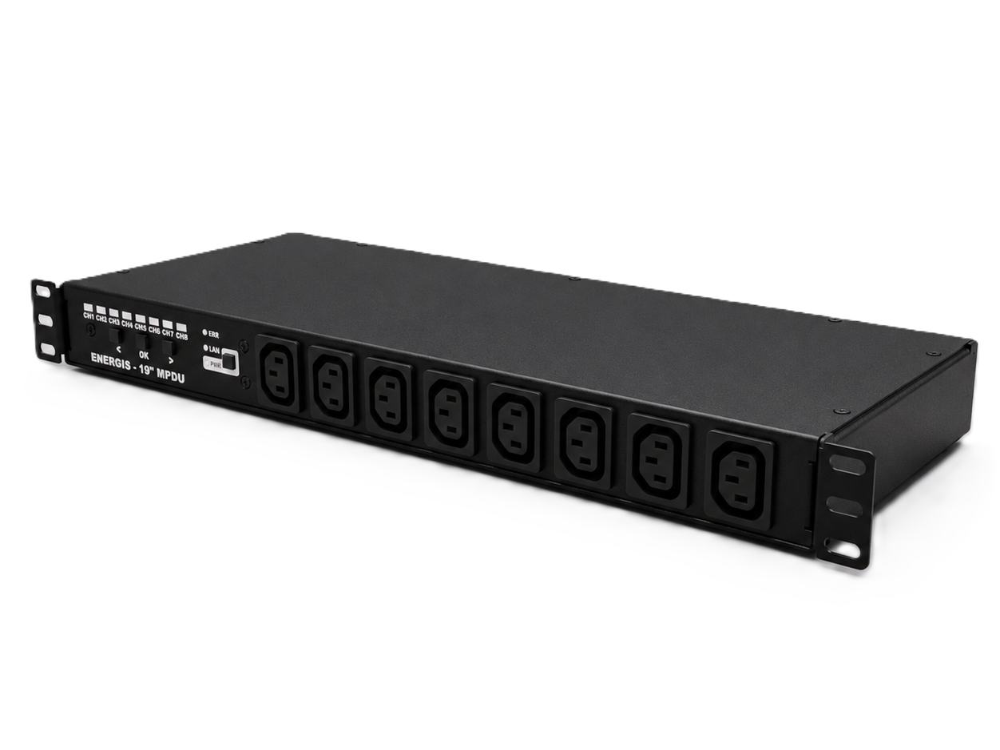 CH1 CH2 CH3 CH4 CH5 CH6 CH7 CH8
ERR
LAN
PWR
< OK >
ENERGIS - 19" MPDU